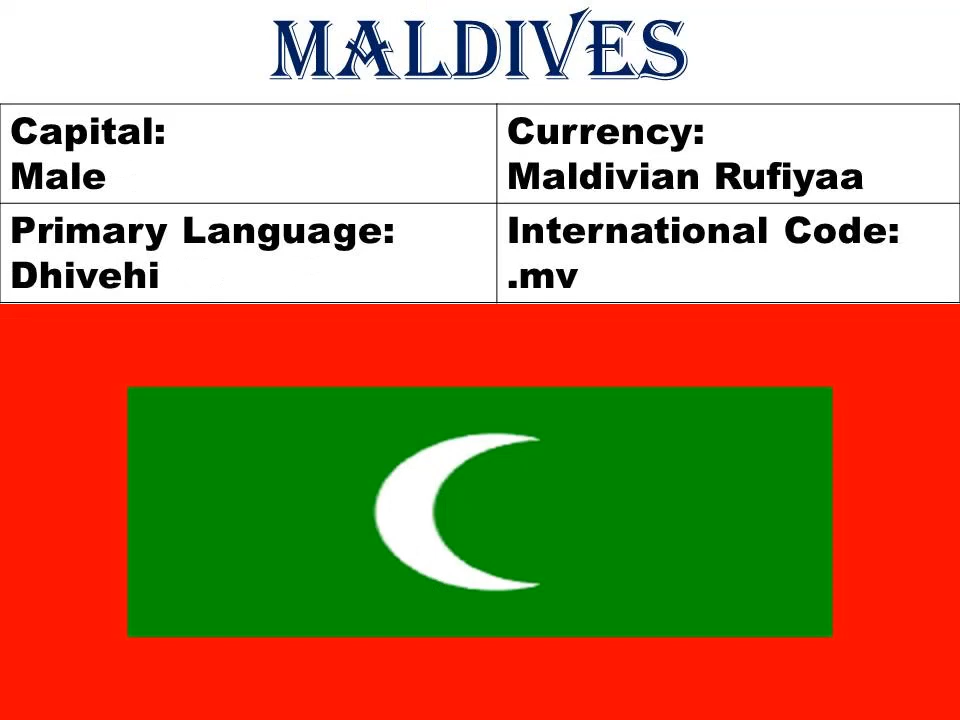 MALDIVES
Capital:
Male
Currency:
Maldivian Rufiyaa
Primary Language:
Dhivehi
International Code:
.mv